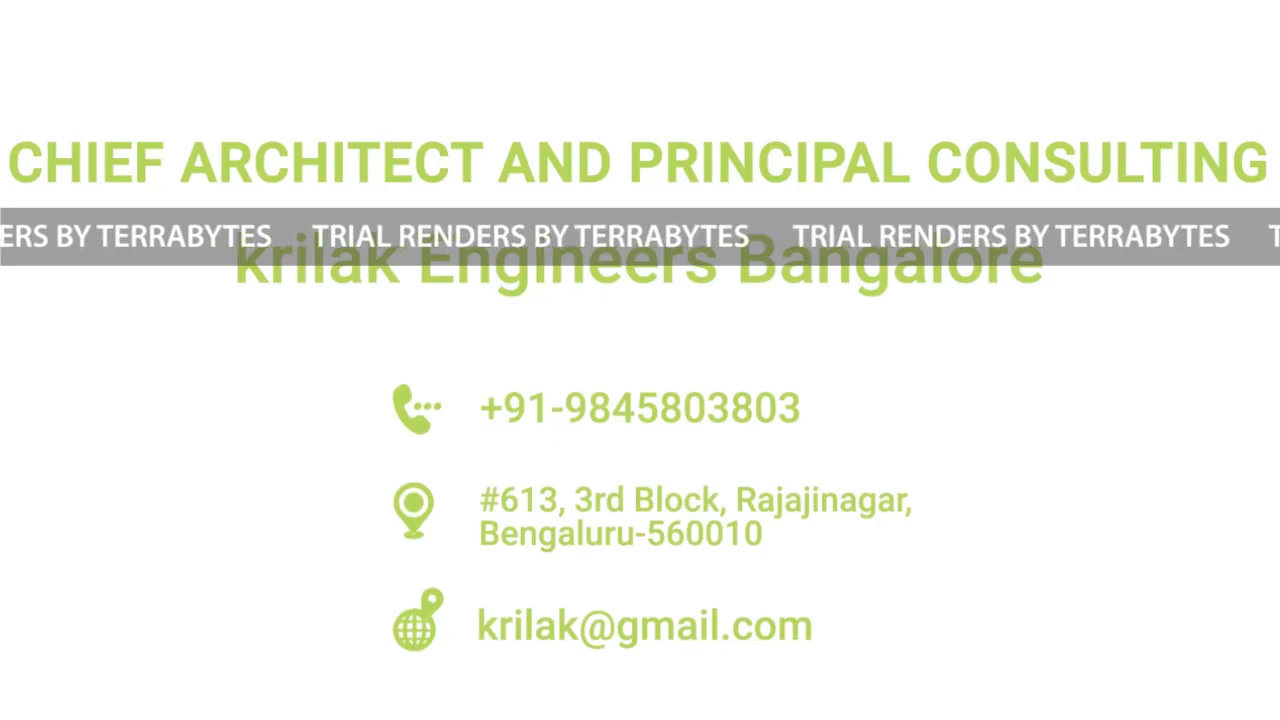 CHIEF ARCHITECT AND PRINCIPAL CONSULTING
ERS BY TERRABYTES TRIAL RENDERS BY TERRABYTES TRIAL RENDERS BY TERRABYTES T
krilak Engineers Bangalore
+91-9845803803
#613, 3rd Block, Rajajinagar,
Bengaluru-560010
krilak@gmail.com